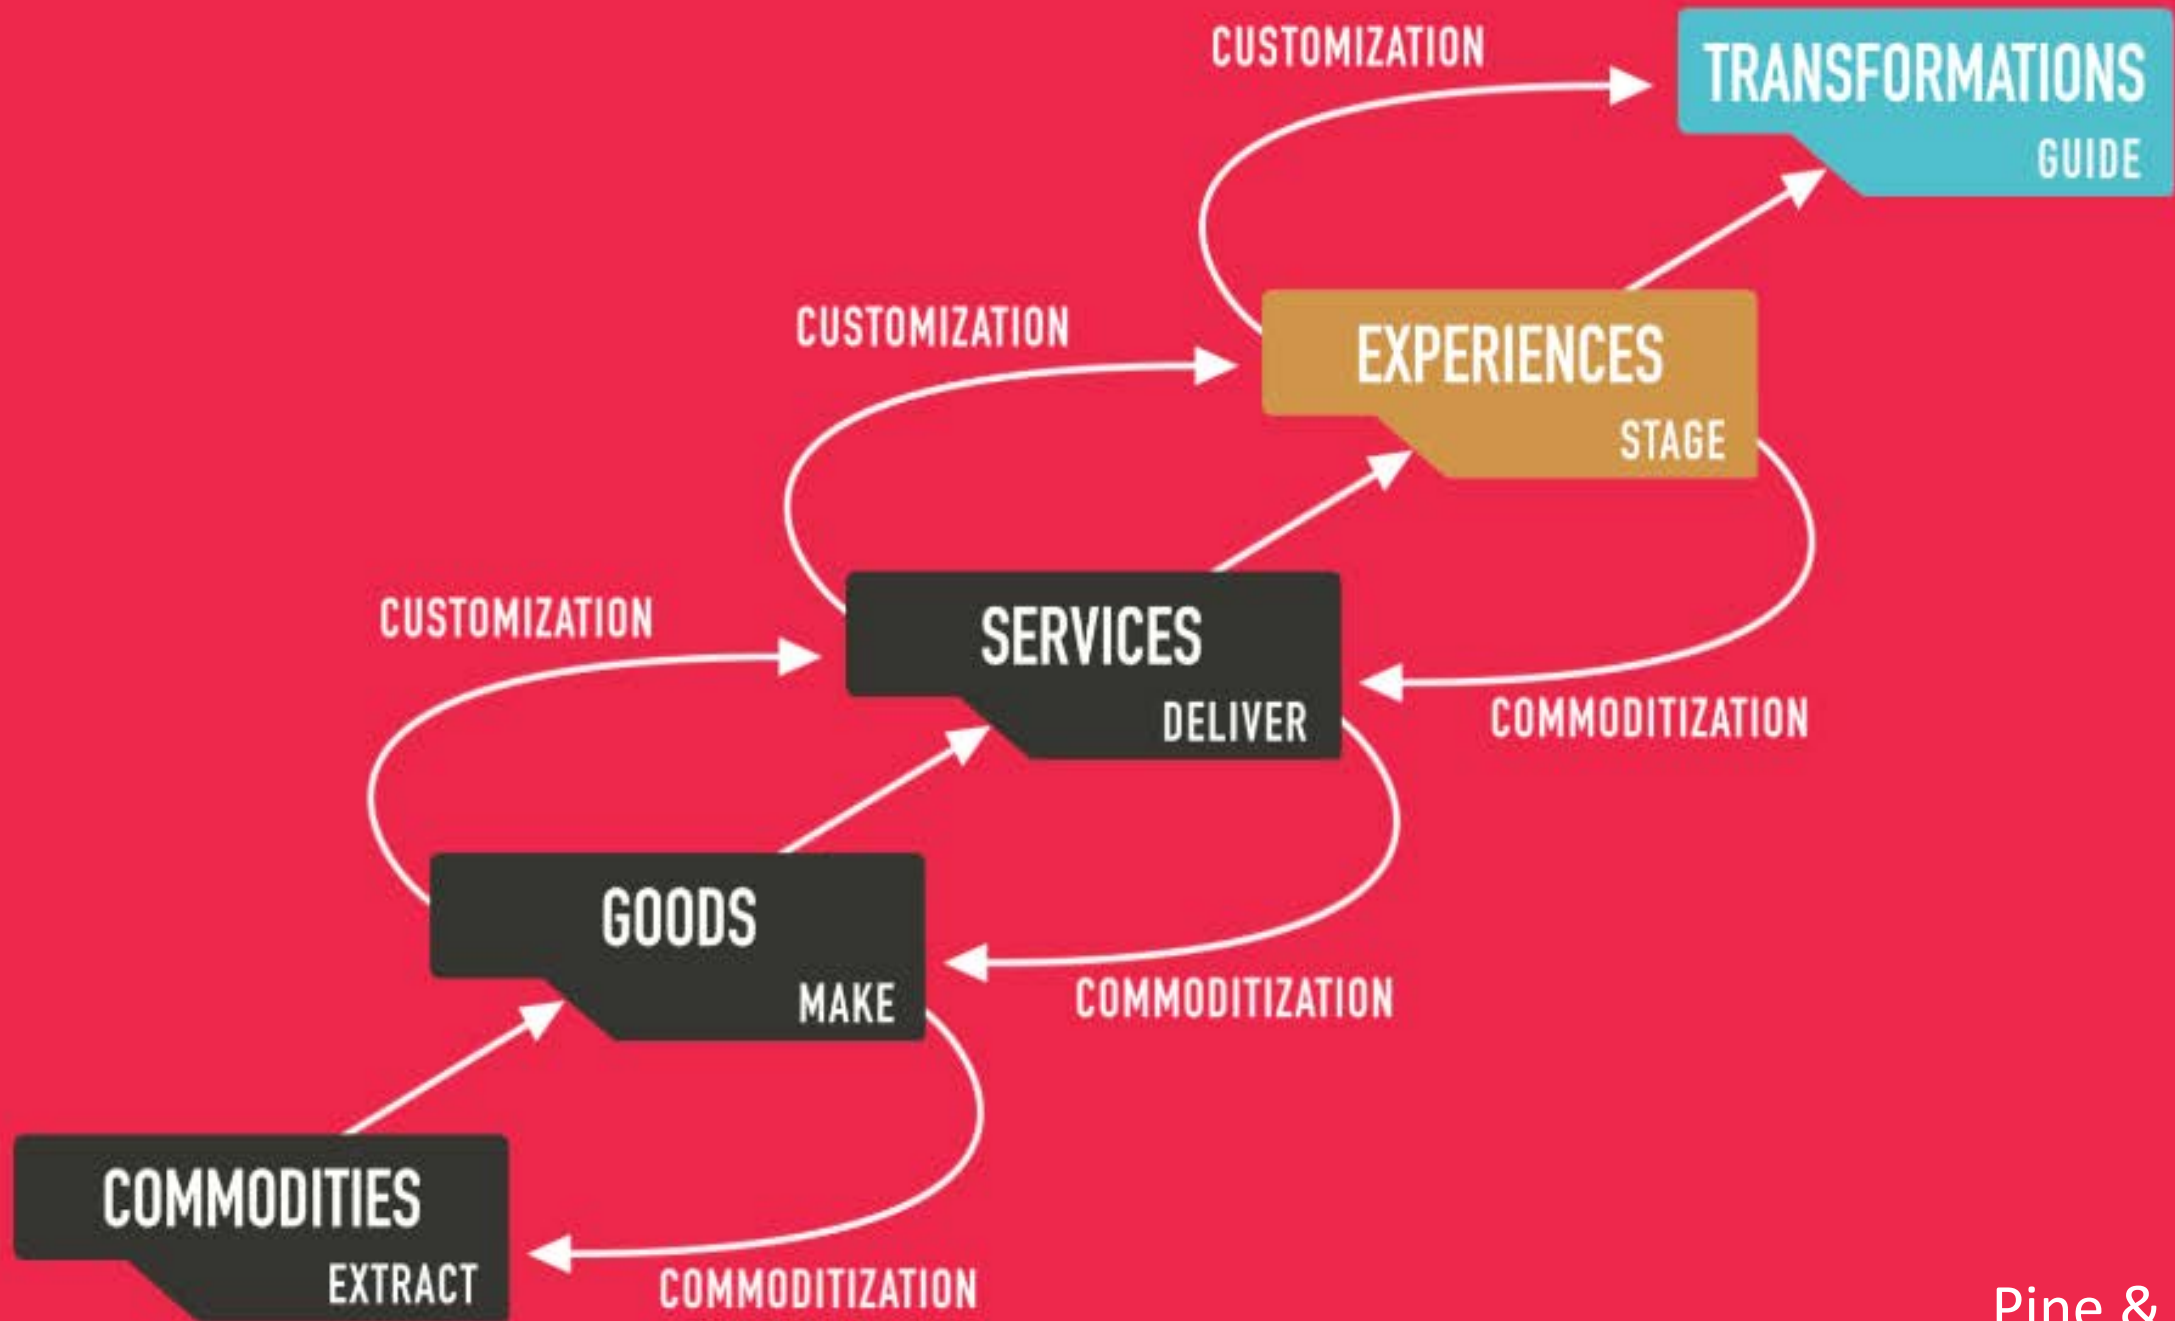 CUSTOMIZATION
TRANSFORMATIONS
GUIDE
CUSTOMIZATION
EXPERIENCES
STAGE
CUSTOMIZATION
SERVICES
DELIVER
COMMODITIZATION
GOODS
MAKE
COMMODITIZATION
COMMODITIES
EXTRACT
COMMODITIZATION
Pine &